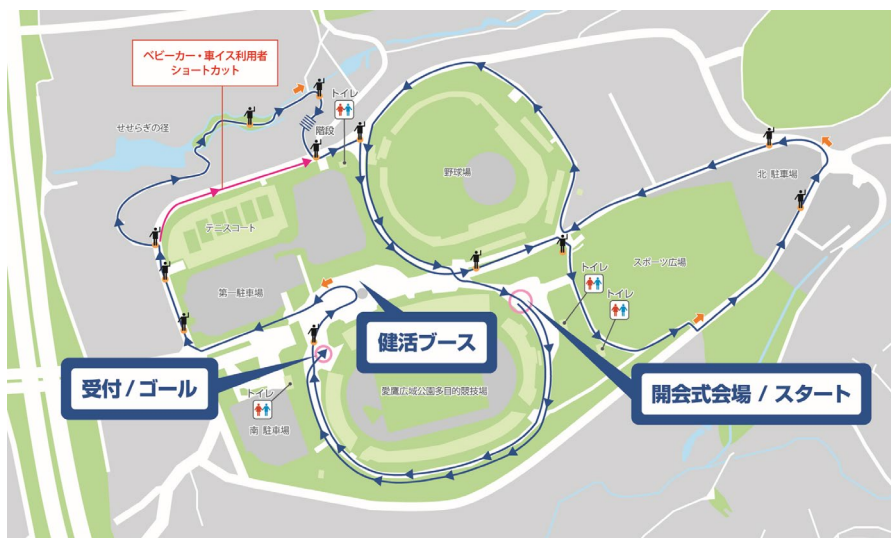 ベビーカー・車イス利用者
ショートカット
せせらぎの径
階段
トイレ
野球場
北 駐車場
テニスコート
スポーツ広場
第一駐車場
トイレ
トイレ
健活ブース
受付 / ゴール
開会式会場 / スタート
愛鷹広域公園多目的競技場
トイレ
南 駐車場